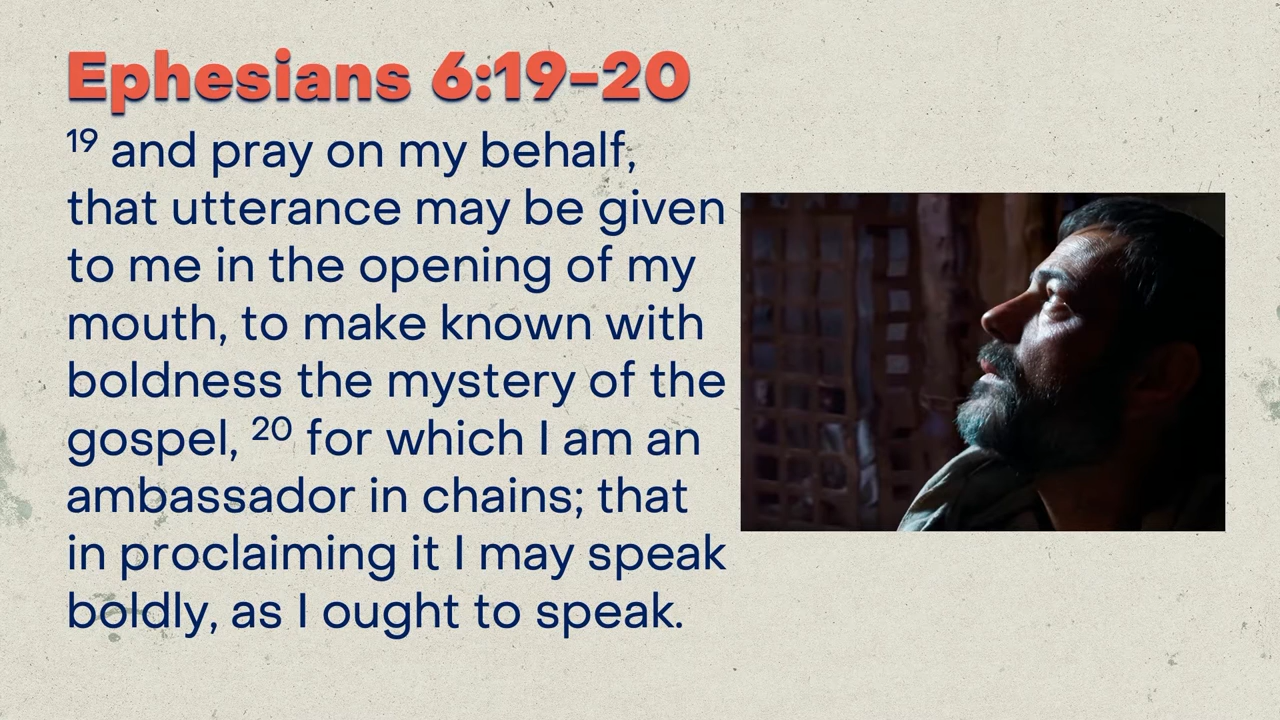 Ephesians 6:19-20
19 and pray on my behalf,
that utterance may be given
to me in the opening of my
mouth, to make known with
boldness the mystery of the
gospel, 20 for which I am an
ambassador in chains; that
in proclaiming it I may speak
boldly, as I ought to speak.